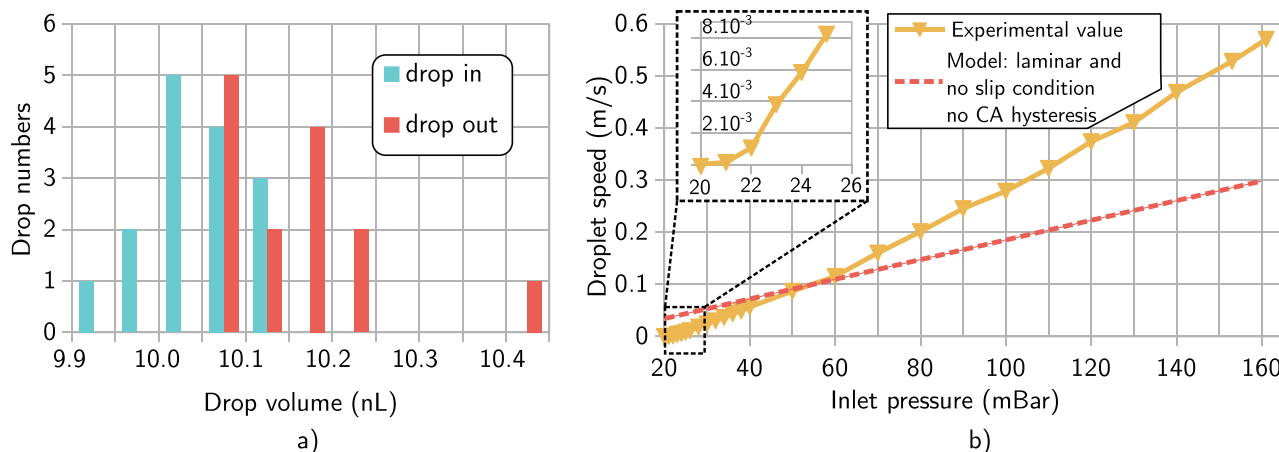 a)
6
5
4
3
2
1
0
Drop numbers
drop in
drop out
9.9 10.0 10.1 10.2 10.3 10.4
Drop volume (nL)
a)
0.6
0.5
0.4
0.3
0.2
0.1
0
Droplet speed (m/s)
8.10⁻³
6.10⁻³
4.10⁻³
2.10⁻³
20 22 24 26
Experimental value
Model: laminar and
no slip condition
no CA hysteresis
20 40 60 80 100 120 140 160
Inlet pressure (mBar)
b)